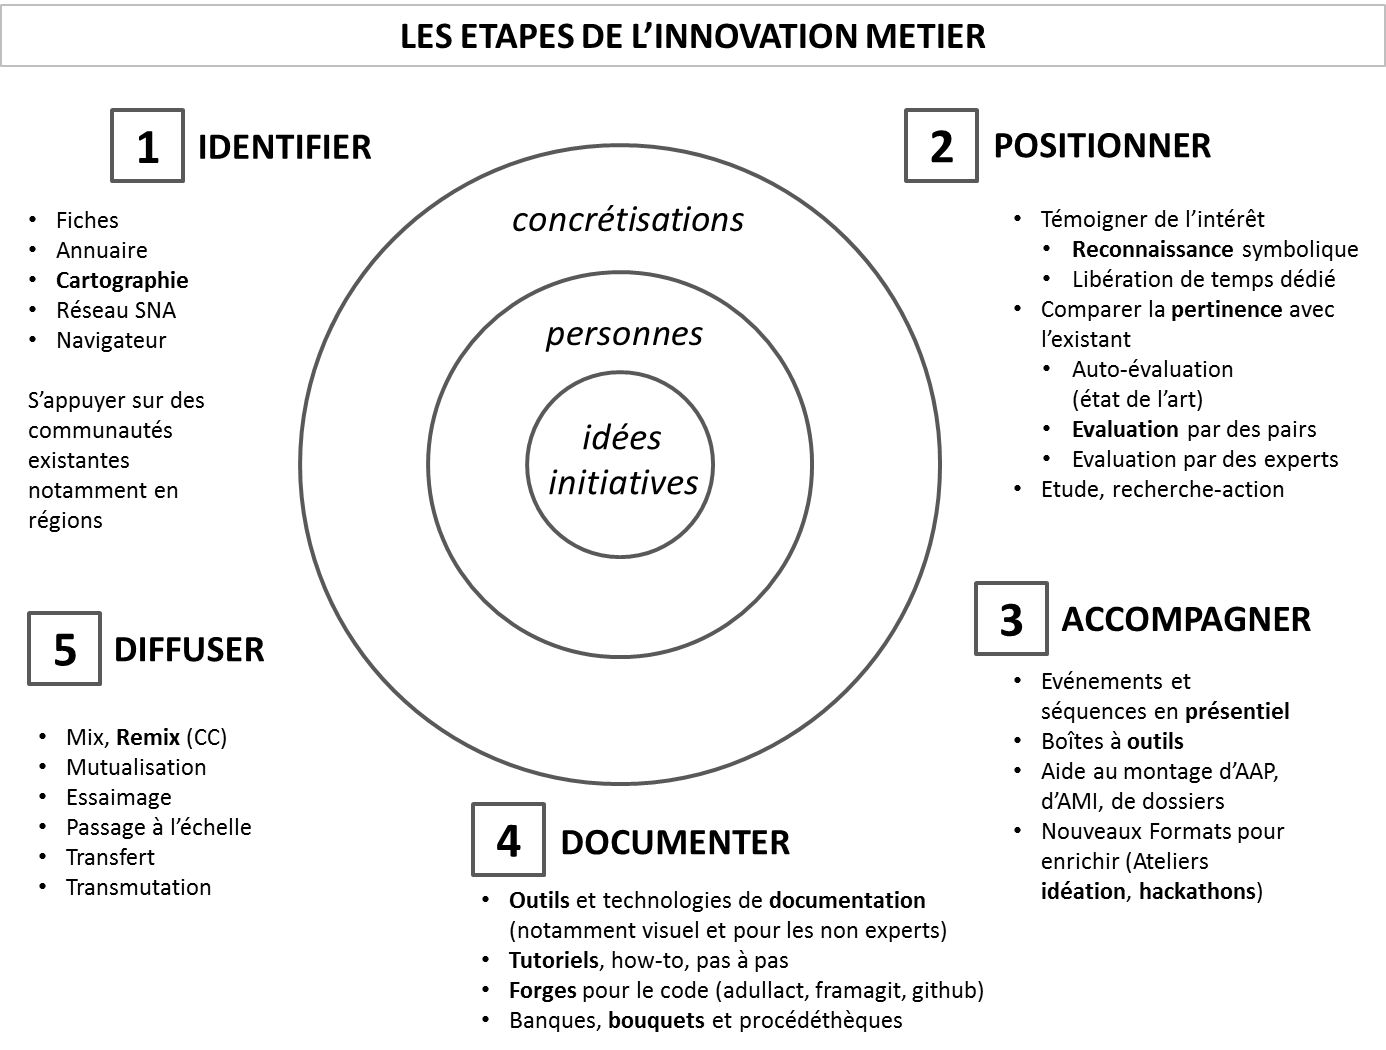 LES ETAPES DE L’INNOVATION METIER
1 IDENTIFIER
• Fiches
• Annuaire
• Cartographie
• Réseau SNA
• Navigateur
S’appuyer sur des
communautés
existantes
notamment en
régions
concrétisations
personnes
idées
initiatives
2 POSITIONNER
• Témoigner de l’intérêt
• Reconnaissance symbolique
• Libération de temps dédié
• Comparer la pertinence avec
l’existant
• Auto-évaluation
(état de l’art)
• Evaluation par des pairs
• Evaluation par des experts
• Etude, recherche-action
3 ACCOMPAGNER
• Evénements et
séquences en présentiel
• Boîtes à outils
• Aide au montage d’AAP,
d’AMI, de dossiers
• Nouveaux Formats pour
enrichir (Ateliers
idéation, hackathons)
4 DOCUMENTER
• Outils et technologies de documentation
(notamment visuel et pour les non experts)
• Tutoriels, how-to, pas à pas
• Forges pour le code (adullact, framagit, github)
• Banques, bouquets et procédéthèques
5 DIFFUSER
• Mix, Remix (CC)
• Mutualisation
• Essaimage
• Passage à l’échelle
• Transfert
• Transmutation